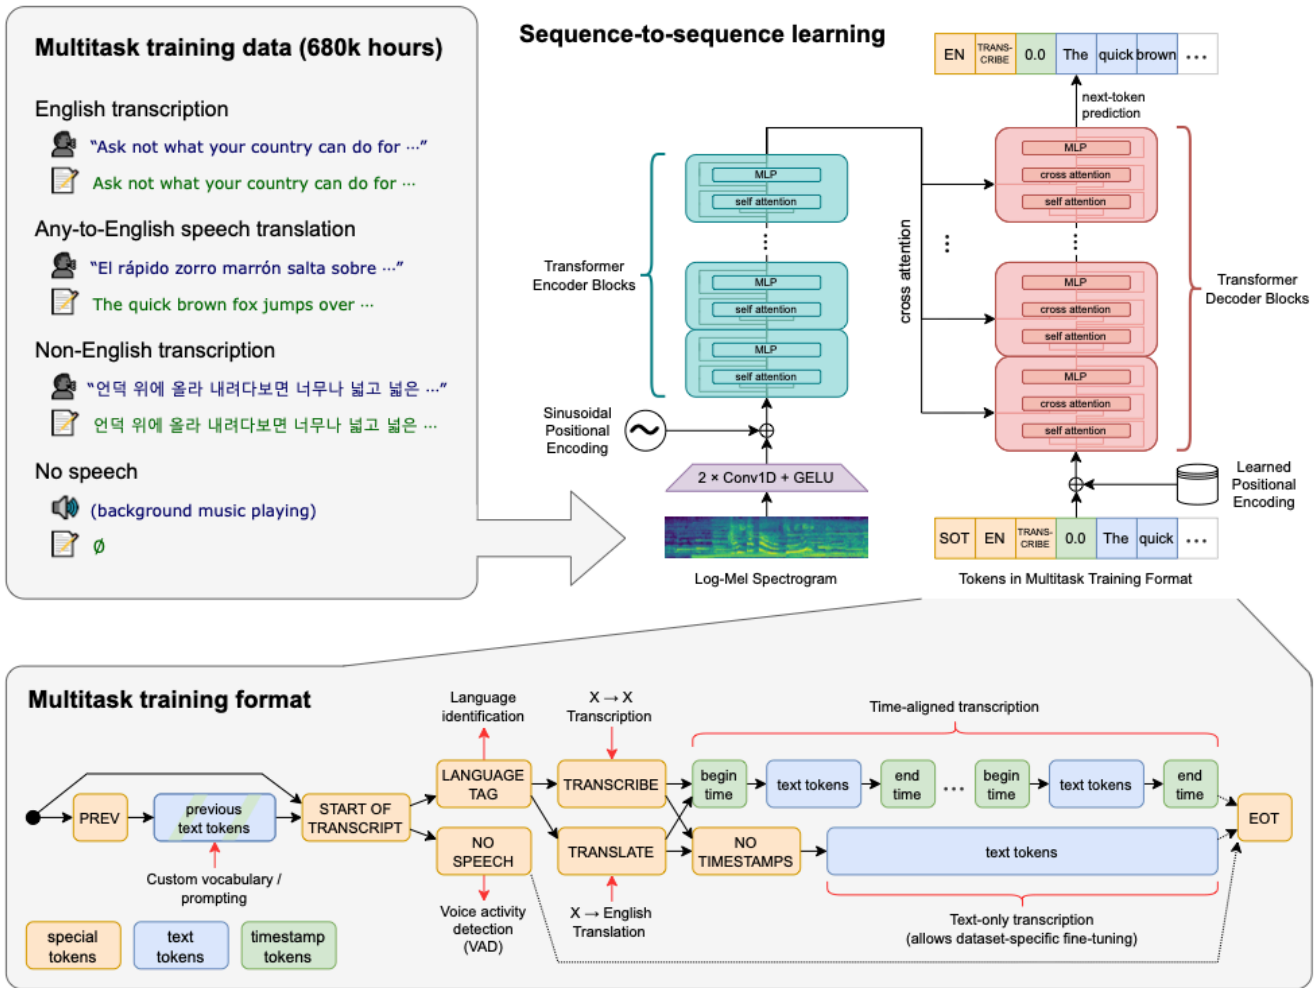 Multitask training data (680k hours)
English transcription
“Ask not what your country can do for ⋯”
Ask not what your country can do for ⋯
Any-to-English speech translation
“El rápido zorro marrón salta sobre ⋯”
The quick brown fox jumps over ⋯
Non-English transcription
“언덕 위에 올라 내려다보면 너무나 넓고 넓은 ⋯”
언덕 위에 올라 내려다보면 너무나 넓고 넓은 ⋯
No speech
(background music playing)
∅
Sequence-to-sequence learning
EN
TRANS-
CRIBE
0.0
The
quick
brown
⋯
next-token
prediction
MLP
self attention
⋮
MLP
self attention
MLP
self attention
Transformer
Encoder Blocks
Sinusoidal
Positional
Encoding
2 × Conv1D + GELU
Log-Mel Spectrogram
cross attention
⋮
MLP
cross attention
self attention
⋮
MLP
cross attention
self attention
MLP
cross attention
self attention
Transformer
Decoder Blocks
Learned
Positional
Encoding
SOT
EN
TRANS-
CRIBE
0.0
The
quick
⋯
Tokens in Multitask Training Format
Multitask training format
Language
identification
X → X
Transcription
Time-aligned transcription
PREV
previous
text tokens
START OF
TRANSCRIPT
LANGUAGE
TAG
NO
SPEECH
TRANSCRIBE
TRANSLATE
begin
time
text tokens
end
time
⋯
begin
time
text tokens
end
time
NO
TIMESTAMPS
text tokens
EOT
Custom vocabulary /
prompting
Voice activity
detection
(VAD)
X → English
Translation
Text-only transcription
(allows dataset-specific fine-tuning)
special
tokens
text
tokens
timestamp
tokens